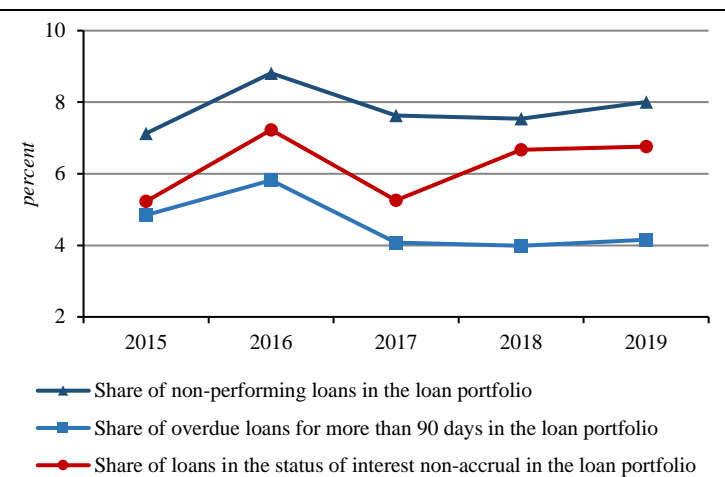 10
8
6
4
2
percent
2015 2016 2017 2018 2019
Share of non-performing loans in the loan portfolio
Share of overdue loans for more than 90 days in the loan portfolio
Share of loans in the status of interest non-accrual in the loan portfolio